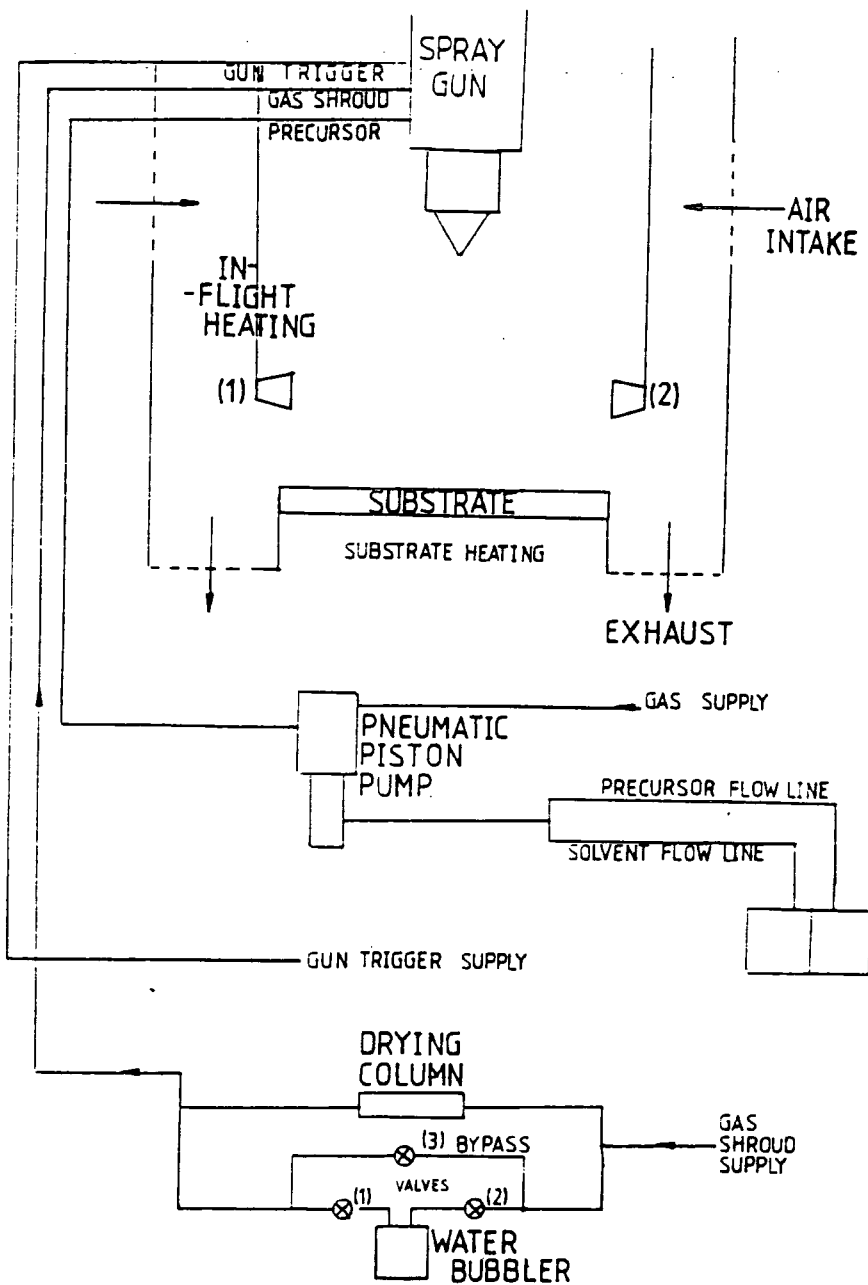 SPRAY
GUN
GUN TRIGGER
GAS SHROUD
PRECURSOR
AIR
INTAKE
IN-
-FLIGHT
HEATING
(1)
(2)
SUBSTRATE
SUBSTRATE HEATING
EXHAUST
GAS SUPPLY
PNEUMATIC
PISTON
PUMP
PRECURSOR FLOW LINE
SOLVENT FLOW LINE
GUN TRIGGER SUPPLY
DRYING
COLUMN
GAS
SHROUD
SUPPLY
(3) BYPASS
VALVES
(1)
(2)
WATER
BUBBLER